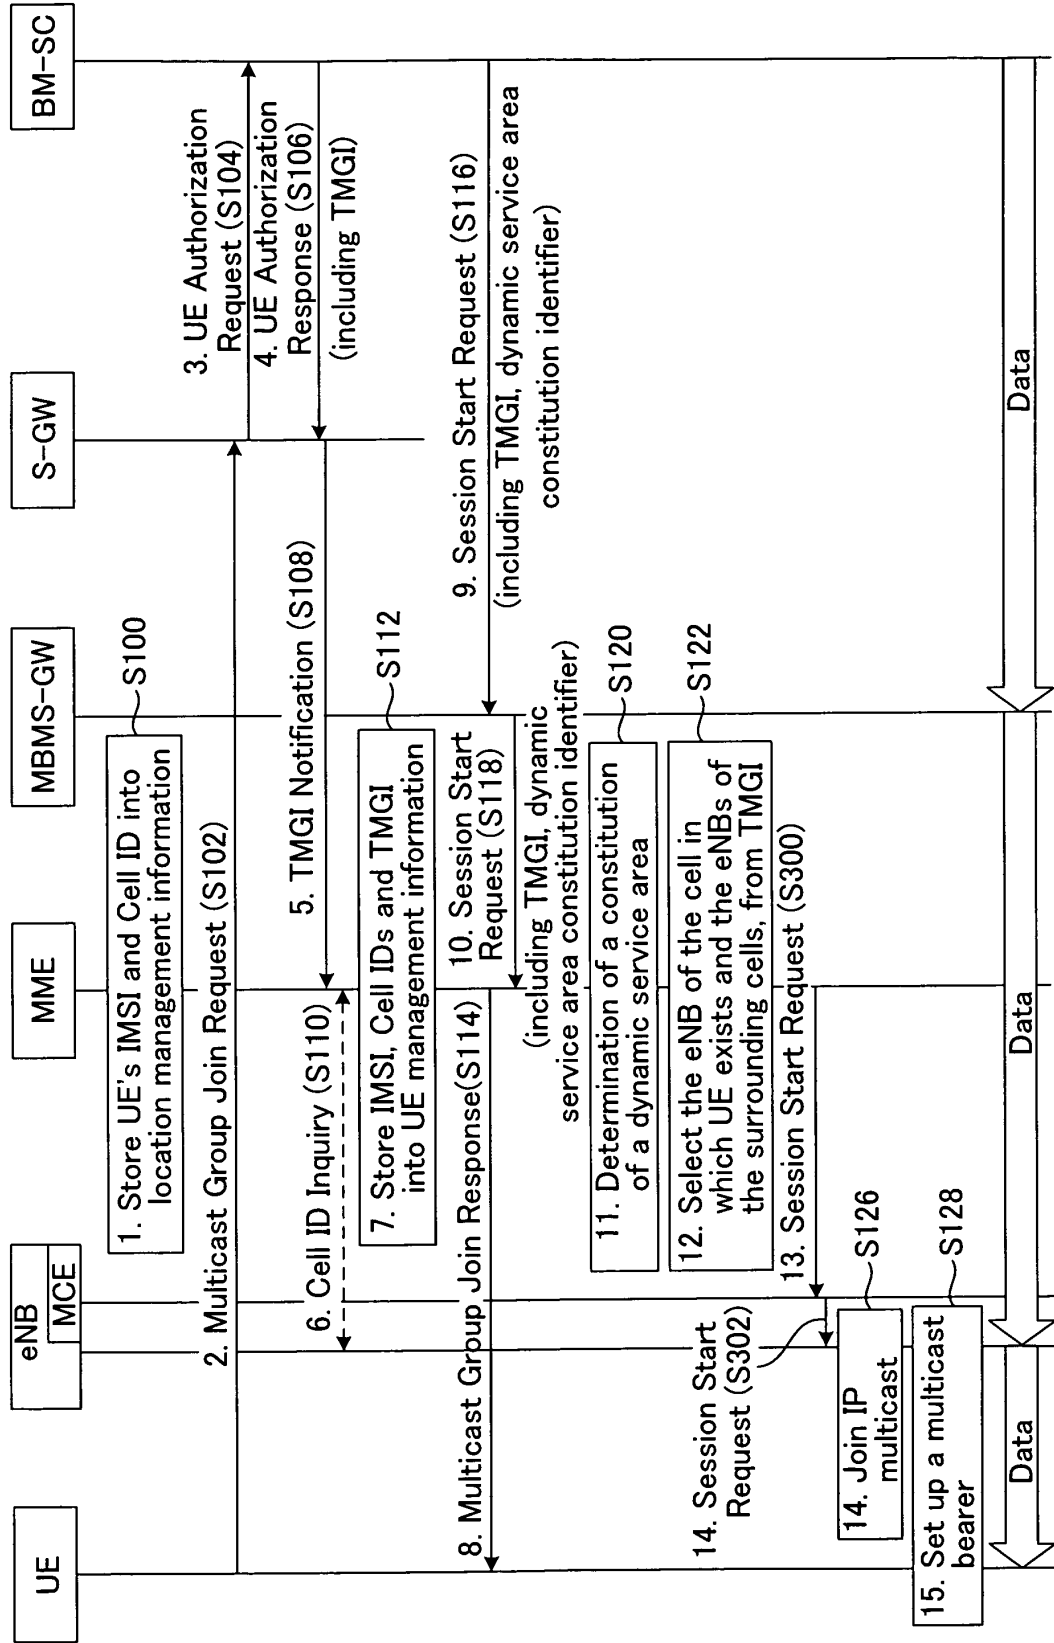 UE
eNB
MCE
MME
MBMS-GW
S-GW
BM-SC
1. Store UE's IMSI and Cell ID into
location management information
S100
2. Multicast Group Join Request (S102)
3. UE Authorization
Request (S104)
4. UE Authorization
Response (S106)
(including TMGI)
5. TMGI Notification (S108)
6. Cell ID Inquiry (S110)
7. Store IMSI, Cell IDs and TMGI
into UE management information
S112
8. Multicast Group Join Response(S114)
9. Session Start Request (S116)
(including TMGI, dynamic service area
constitution identifier)
10. Session Start
Request (S118)
(including TMGI, dynamic
service area constitution identifier)
11. Determination of a constitution
of a dynamic service area
S120
12. Select the eNB of the cell in
which UE exists and the eNBs of
the surrounding cells, from TMGI
S122
13. Session Start Request (S300)
14. Session Start
Request (S302)
14. Join IP
multicast
S126
15. Set up a multicast
bearer
S128
Data
Data
Data